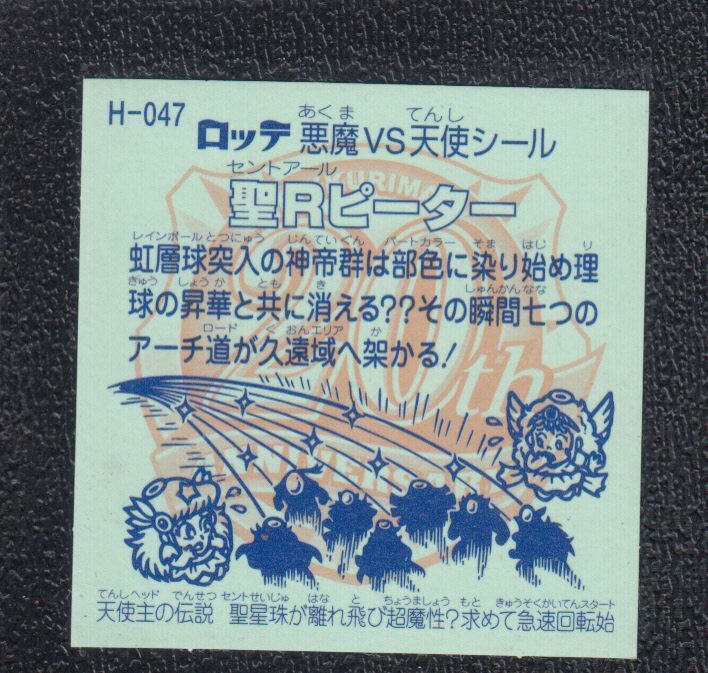 H-047
ロッテ 悪魔VS天使シール
あくま てんし
セントアール
聖Rピーター
レインボール とつにゅう じんていぐん パートカラー そま はじ り
虹層球突入の神帝群は部色に染り始め理
きゅう しょうか とも き しゅんかんなな
球の昇華と共に消える??その瞬間七つの
ロード くおんエリア か
アーチ道が久遠域へ架かる!
20th
ANNIVERSARY
てんしヘッド でんせつ セントせいじゅ はな と ちょうましょう もと きゅうそくかいてんスタート
天使主の伝説 聖星珠が離れ飛び超魔性?求めて急速回転始